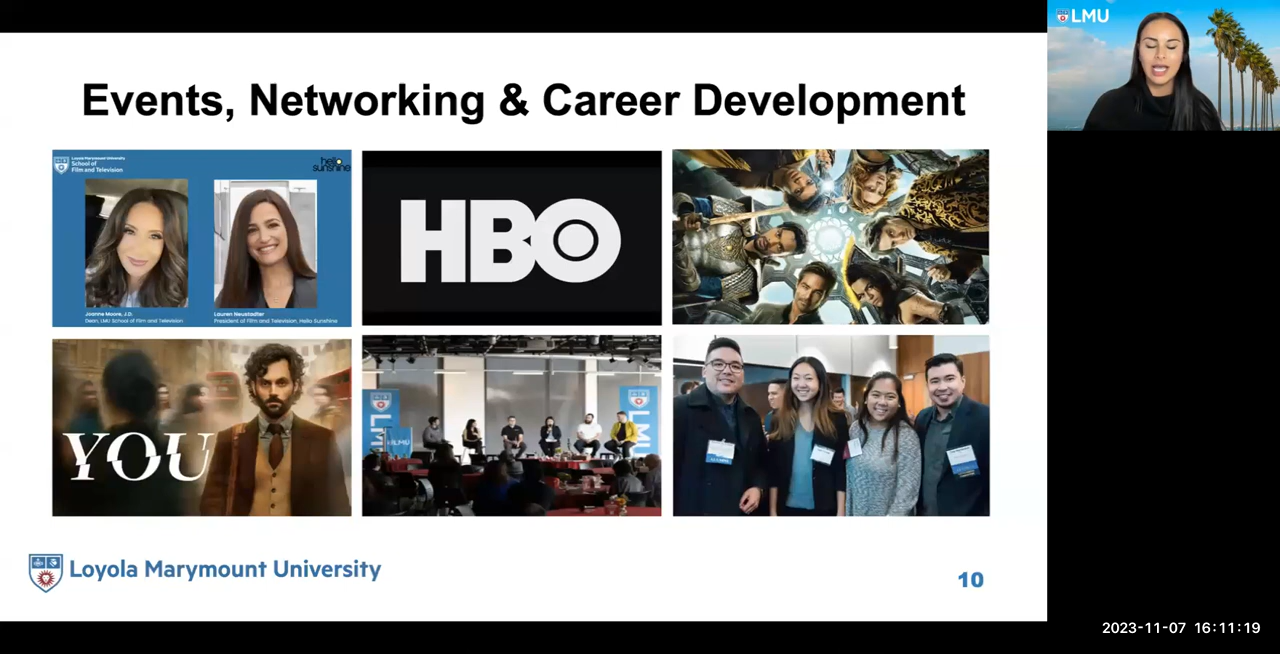 LMU
Events, Networking & Career Development
Loyola Marymount University
School of
Film and Television
hello
sunshine
Joanne Moore, J.D.
Dean, LMU School of Film and Television
Lauren Neustadter
President of Film and Television, Hello Sunshine
HBO
YOU
LMU
LMU
LMU
Loyola Marymount University
10
2023-11-07 16:11:19